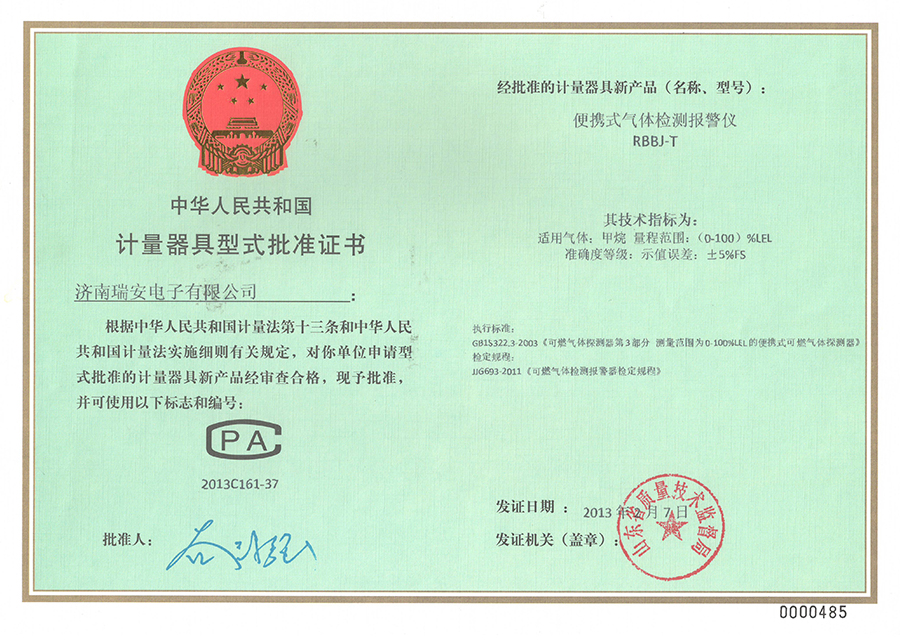 中华人民共和国
计量器具型式批准证书
济南瑞安电子有限公司：
根据中华人民共和国计量法第十三条和中华人民
共和国计量法实施细则有关规定，对你单位申请型
式批准的计量器具新产品经审查合格，现予批准，
并可使用以下标志和编号：
CPA
2013C161-37
批准人：
经批准的计量器具新产品（名称、型号）：
便携式气体检测报警仪
RBBJ-T
其技术指标为：
适用气体：甲烷 量程范围：（0-100）%LEL
准确度等级：示值误差：±5%FS
执行标准：
GB15322.3-2003《可燃气体探测器第3部分 测量范围为0-100%LEL的便携式可燃气体探测器》
检定规程：
JJG693-2011《可燃气体检测报警器检定规程》
发证日期：2013 年 月 7 日
发证机关（盖章）：
山东省质量技术监督局
0000485